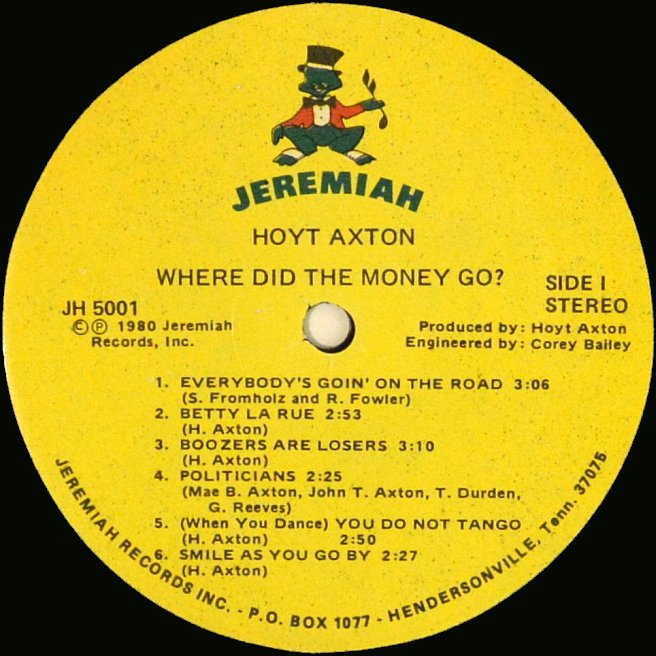 JEREMIAH
HOYT AXTON
WHERE DID THE MONEY GO?
SIDE I
STEREO
JH 5001
©℗ 1980 Jeremiah
Records, Inc.
Produced by: Hoyt Axton
Engineered by: Corey Bailey
1. EVERYBODY'S GOIN' ON THE ROAD 3:06
(S. Fromholz and R. Fowler)
2. BETTY LA RUE 2:53
(H. Axton)
3. BOOZERS ARE LOSERS 3:10
(H. Axton)
4. POLITICIANS 2:25
(Mae B. Axton, John T. Axton, T. Durden,
G. Reeves)
5. (When You Dance) YOU DO NOT TANGO
(H. Axton) 2:50
6. SMILE AS YOU GO BY 2:27
(H. Axton)
JEREMIAH RECORDS INC. - P.O. BOX 1077 - HENDERSONVILLE, Tenn. 37075